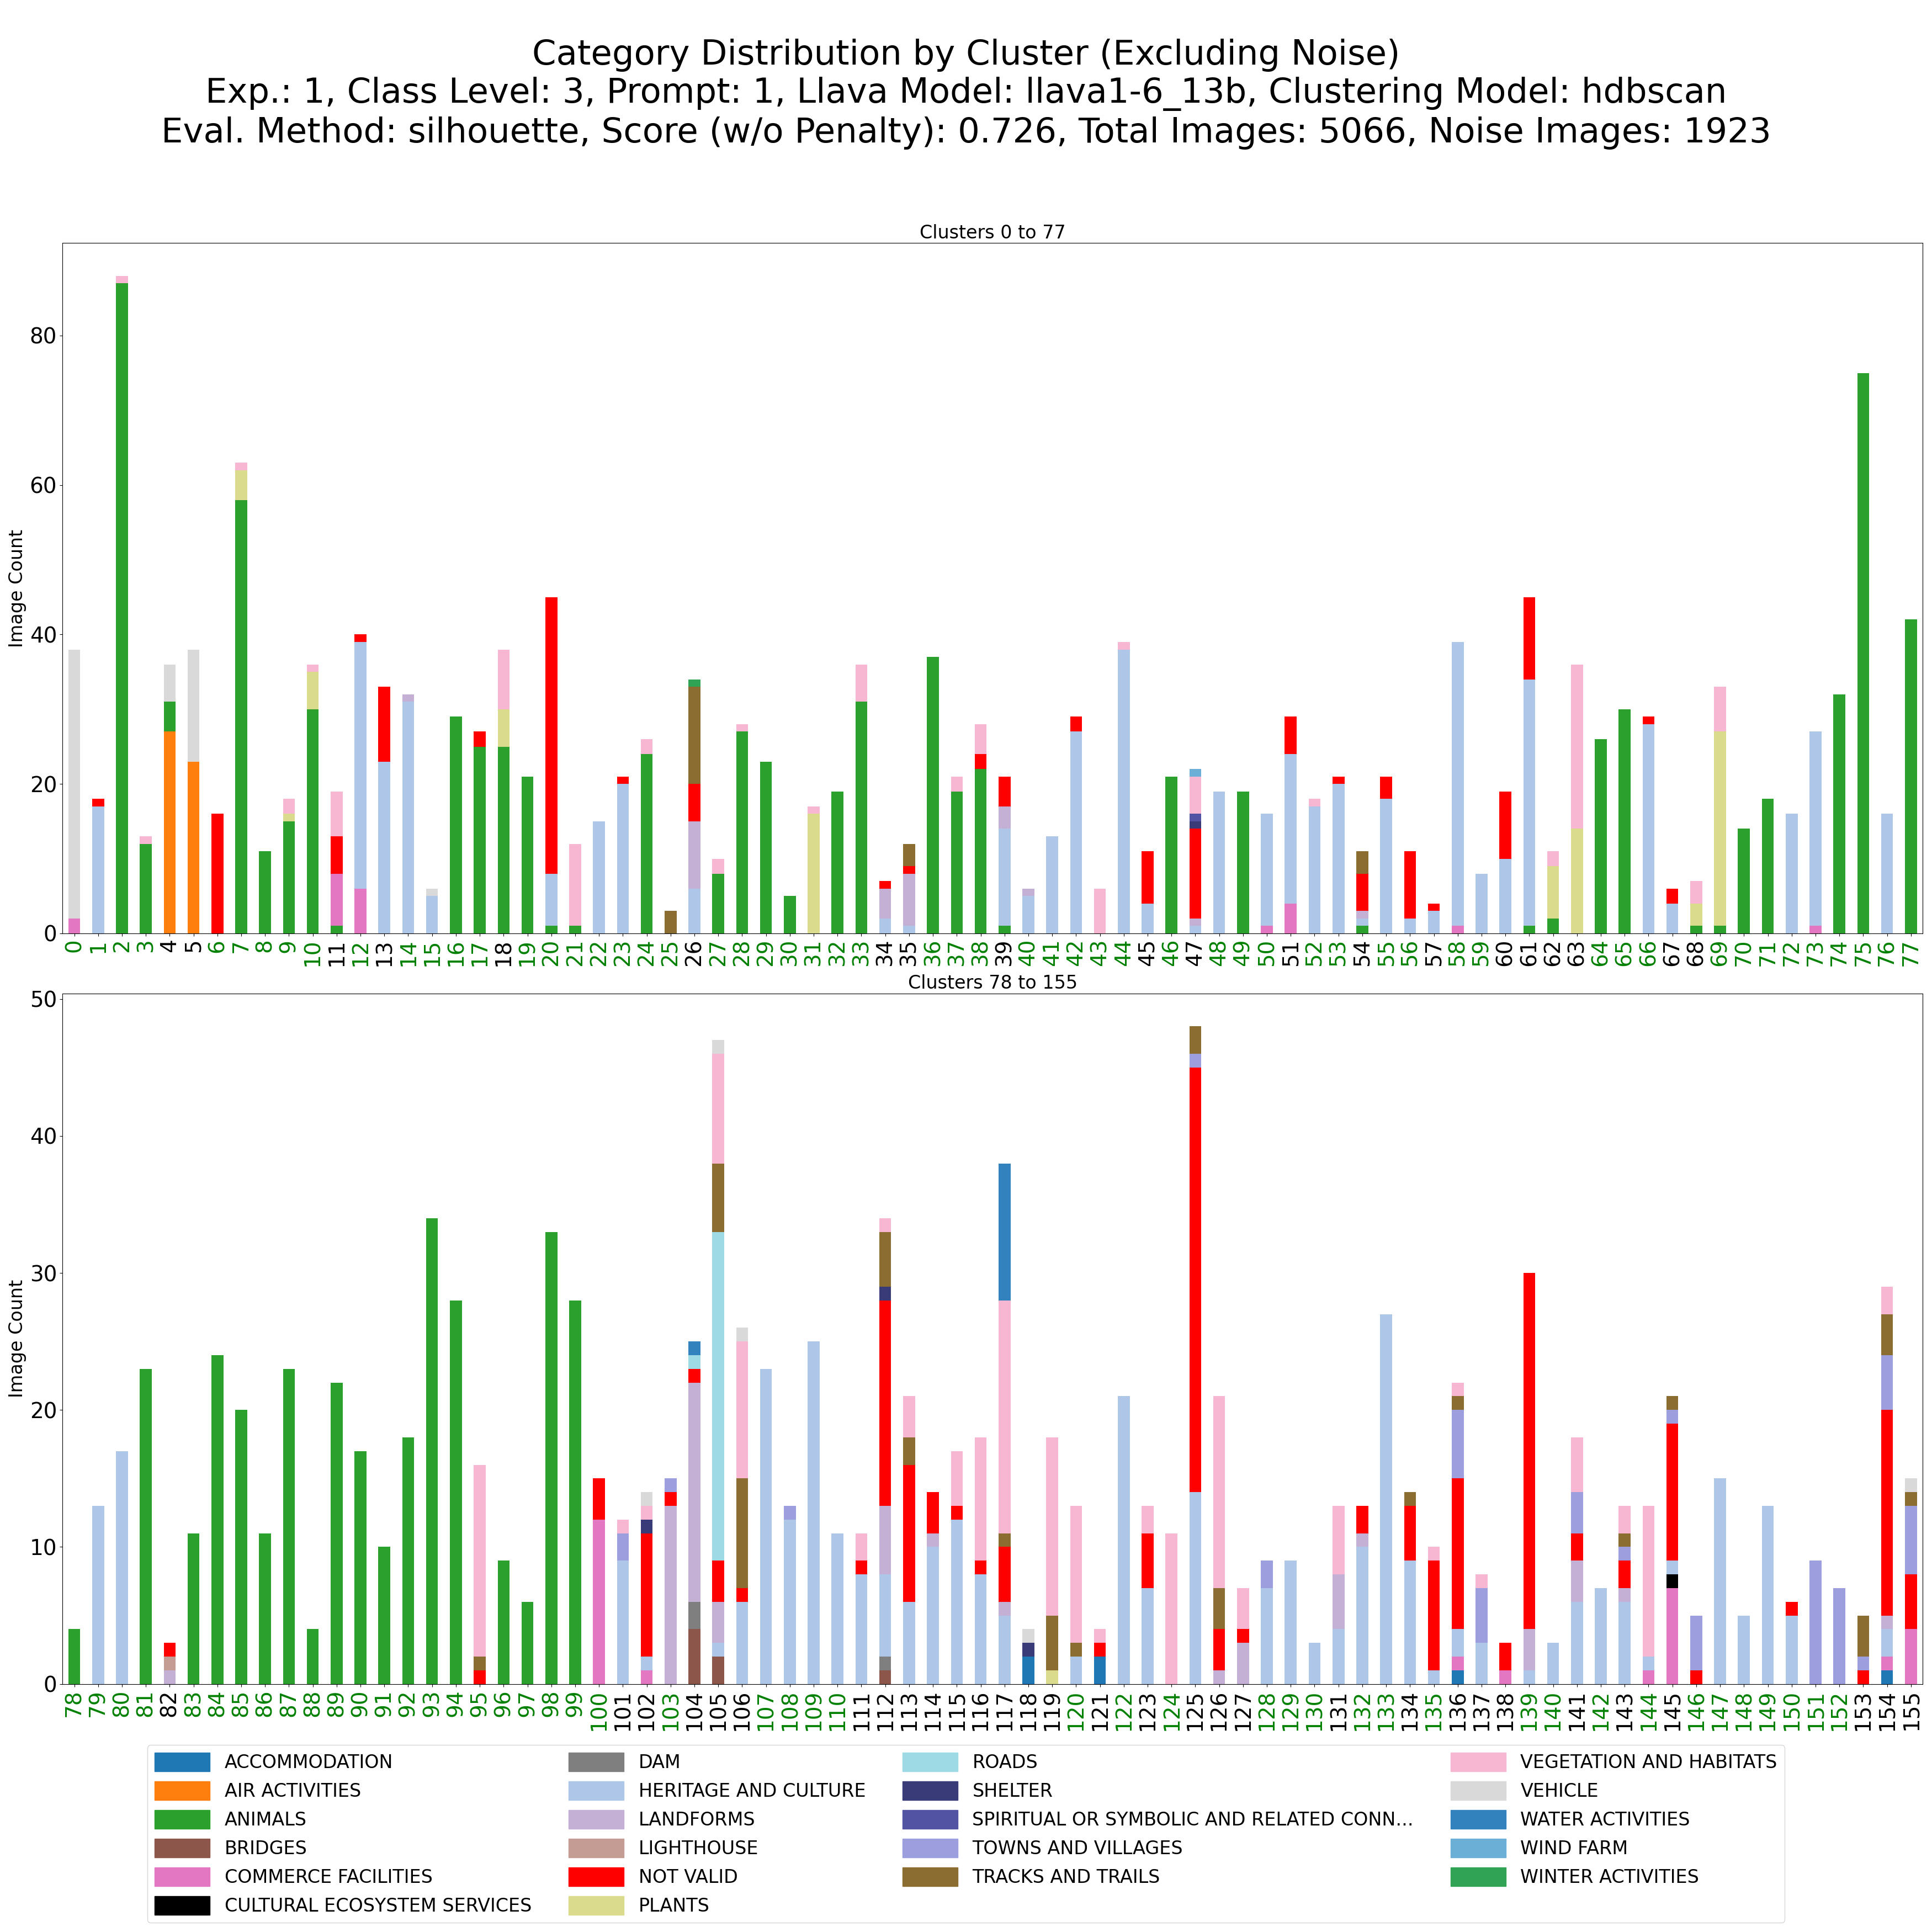 Category Distribution by Cluster (Excluding Noise)
Exp.: 1, Class Level: 3, Prompt: 1, Llava Model: llava1-6_13b, Clustering Model: hdbscan
Eval. Method: silhouette, Score (w/o Penalty): 0.726, Total Images: 5066, Noise Images: 1923
Clusters 0 to 77
Image Count
80
60
40
20
0
0 1 2 3 4 5 6 7 8 9 10 11 12 13 14 15 16 17 18 19 20 21 22 23 24 25 26 27 28 29 30 31 32 33 34 35 36 37 38 39 40 41 42 43 44 45 46 47 48 49 50 51 52 53 54 55 56 57 58 59 60 61 62 63 64 65 66 67 68 69 70 71 72 73 74 75 76 77
Clusters 78 to 155
Image Count
50
40
30
20
10
0
78 79 80 81 82 83 84 85 86 87 88 89 90 91 92 93 94 95 96 97 98 99 100 101 102 103 104 105 106 107 108 109 110 111 112 113 114 115 116 117 118 119 120 121 122 123 124 125 126 127 128 129 130 131 132 133 134 135 136 137 138 139 140 141 142 143 144 145 146 147 148 149 150 151 152 153 154 155
ACCOMMODATION
AIR ACTIVITIES
ANIMALS
BRIDGES
COMMERCE FACILITIES
CULTURAL ECOSYSTEM SERVICES
DAM
HERITAGE AND CULTURE
LANDFORMS
LIGHTHOUSE
NOT VALID
PLANTS
ROADS
SHELTER
SPIRITUAL OR SYMBOLIC AND RELATED CONN...
TOWNS AND VILLAGES
TRACKS AND TRAILS
VEGETATION AND HABITATS
VEHICLE
WATER ACTIVITIES
WIND FARM
WINTER ACTIVITIES